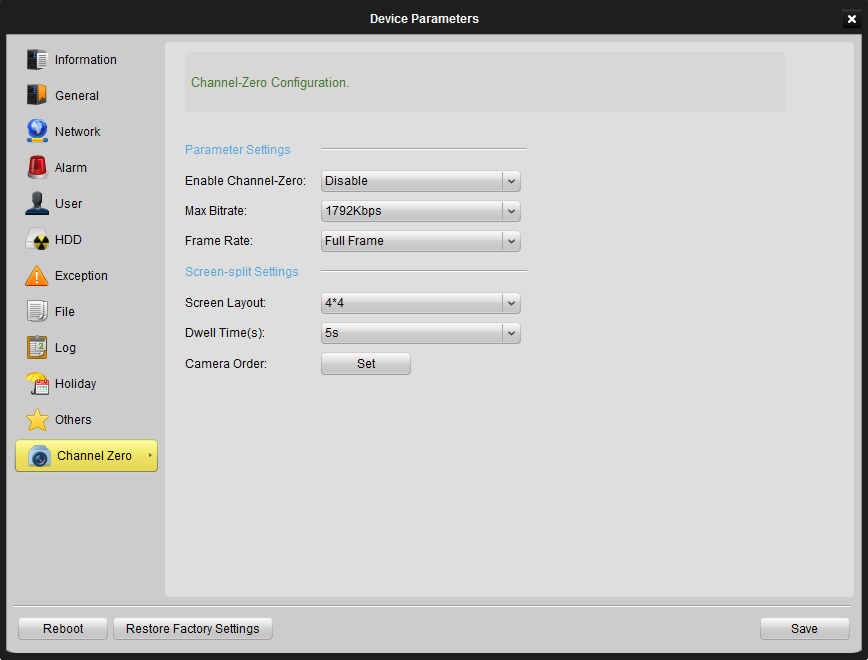 Device Parameters
Information
General
Network
Alarm
User
HDD
Exception
File
Log
Holiday
Others
Channel Zero
Channel-Zero Configuration.
Parameter Settings
Enable Channel-Zero: Disable
Max Bitrate: 1792Kbps
Frame Rate: Full Frame
Screen-split Settings
Screen Layout: 4*4
Dwell Time(s): 5s
Camera Order: Set
Reboot Restore Factory Settings Save